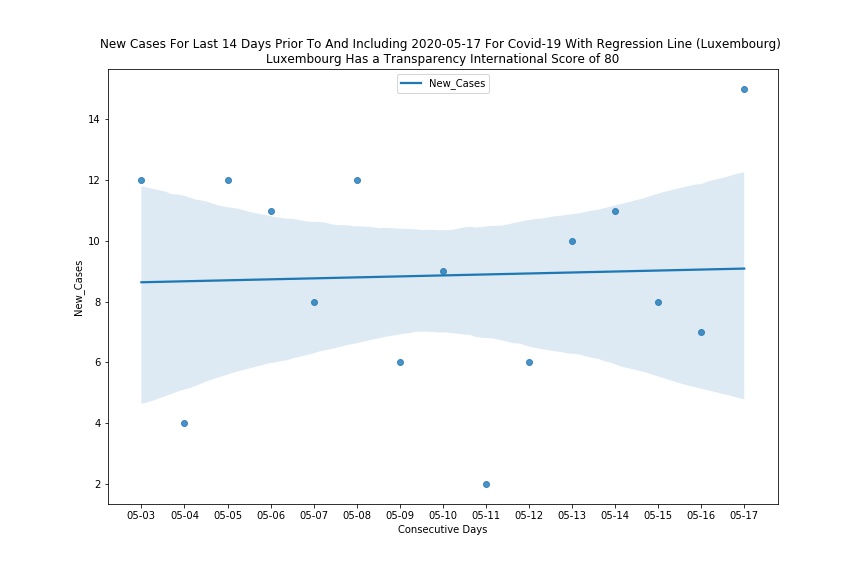 New Cases For Last 14 Days Prior To And Including 2020-05-17 For Covid-19 With Regression Line (Luxembourg)
Luxembourg Has a Transparency International Score of 80
New_Cases
14
12
10
8
6
4
2
New_Cases
05-03 05-04 05-05 05-06 05-07 05-08 05-09 05-10 05-11 05-12 05-13 05-14 05-15 05-16 05-17
Consecutive Days